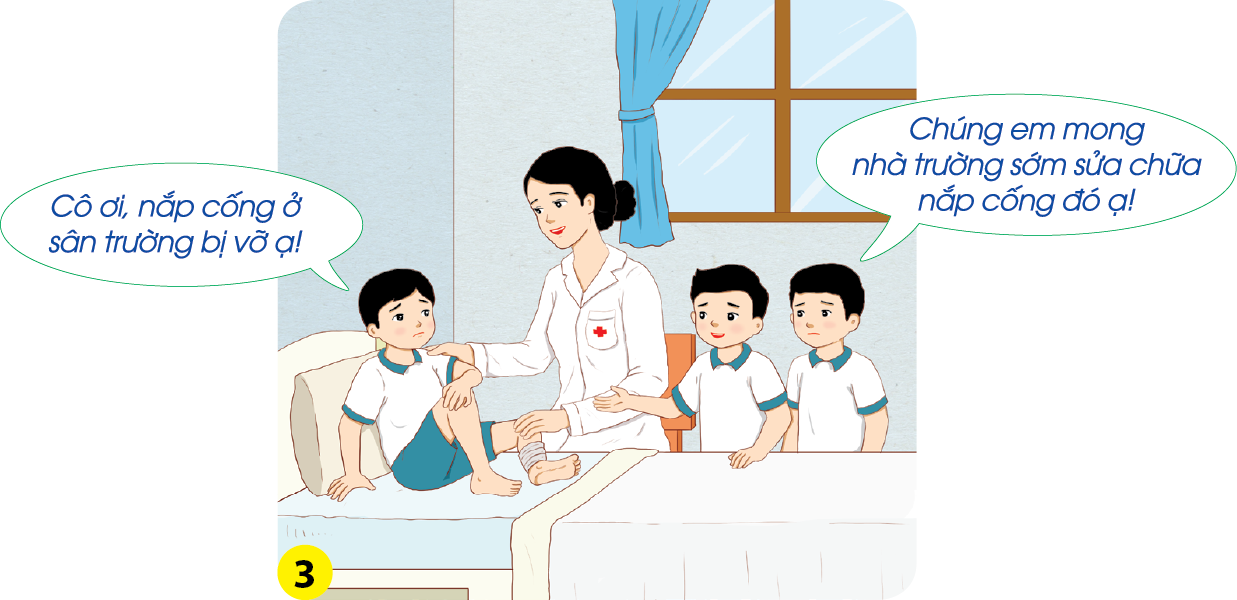 Cô ơi, nắp cống ở
sân trường bị vỡ ạ!
Chúng em mong
nhà trường sớm sửa chữa
nắp cống đó ạ!
3